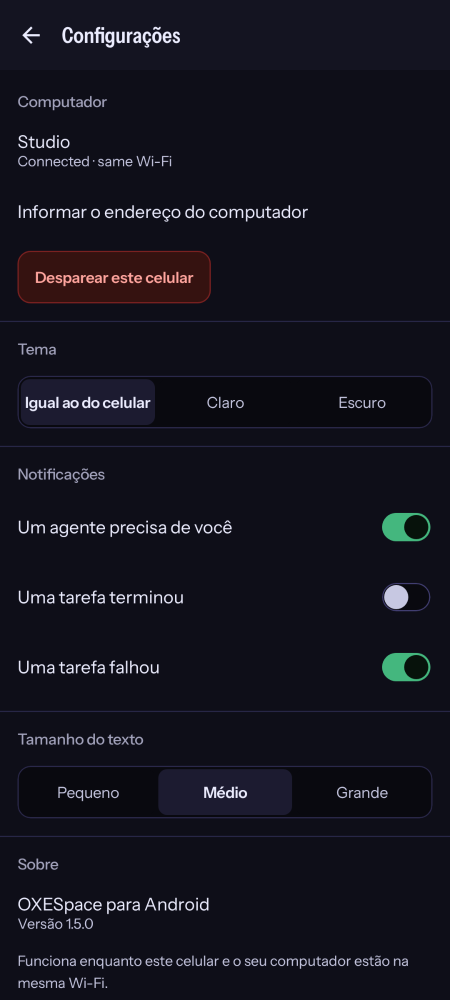 Configurações
Computador
Studio
Connected · same Wi-Fi
Informar o endereço do computador
Desparear este celular
Tema
Igual ao do celular
Claro
Escuro
Notificações
Um agente precisa de você
Uma tarefa terminou
Uma tarefa falhou
Tamanho do texto
Pequeno
Médio
Grande
Sobre
OXESpace para Android
Versão 1.5.0
Funciona enquanto este celular e o seu computador estão na
mesma Wi-Fi.